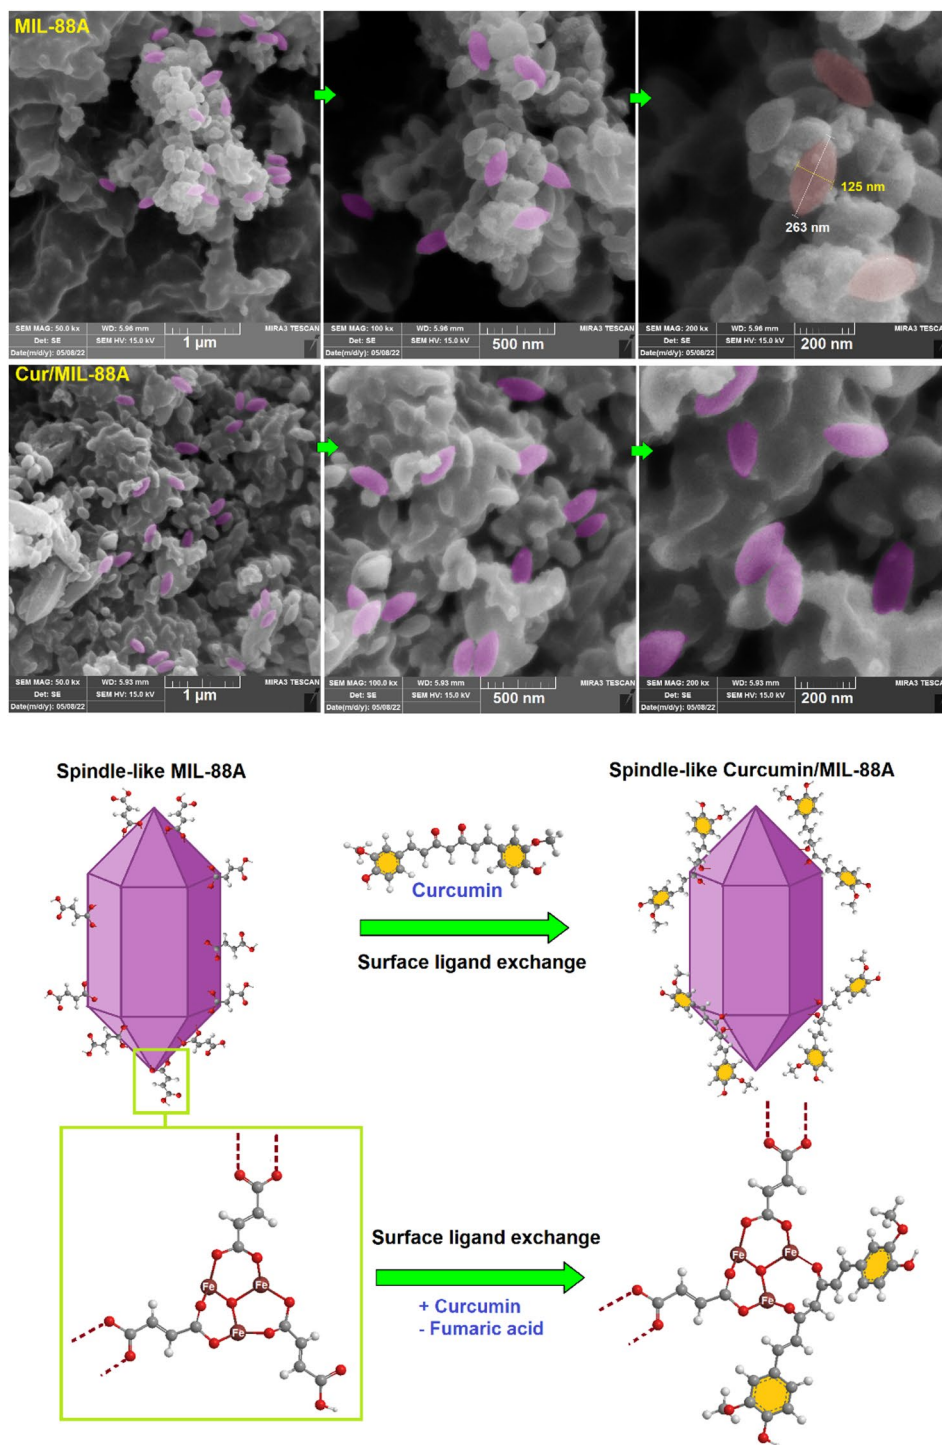 MIL-88A
125 nm
263 nm
SEM MAG: 50.0 kx WD: 5.96 mm MIRA3 TESCAN
Det: SE SEM HV: 15.0 kV 1 µm
Date(m/d/y): 05/08/22
SEM MAG: 100 kx WD: 5.96 mm MIRA3 TESCAN
Det: SE SEM HV: 15.0 kV 500 nm
Date(m/d/y): 05/08/22
SEM MAG: 200 kx WD: 5.96 mm MIRA3 TESCAN
Det: SE SEM HV: 15.0 kV 200 nm
Date(m/d/y): 05/08/22
Cur/MIL-88A
SEM MAG: 50.0 kx WD: 5.93 mm MIRA3 TESCAN
Det: SE SEM HV: 15.0 kV 1 µm
Date(m/d/y): 05/08/22
SEM MAG: 100.0 kx WD: 5.93 mm MIRA3 TESCAN
Det: SE SEM HV: 15.0 kV 500 nm
Date(m/d/y): 05/08/22
SEM MAG: 200 kx WD: 5.93 mm MIRA3 TESCAN
Det: SE SEM HV: 15.0 kV 200 nm
Date(m/d/y): 05/08/22
Spindle-like MIL-88A
Spindle-like Curcumin/MIL-88A
Curcumin
Surface ligand exchange
Surface ligand exchange
+ Curcumin
- Fumaric acid
Fe
Fe
Fe
Fe
Fe
Fe